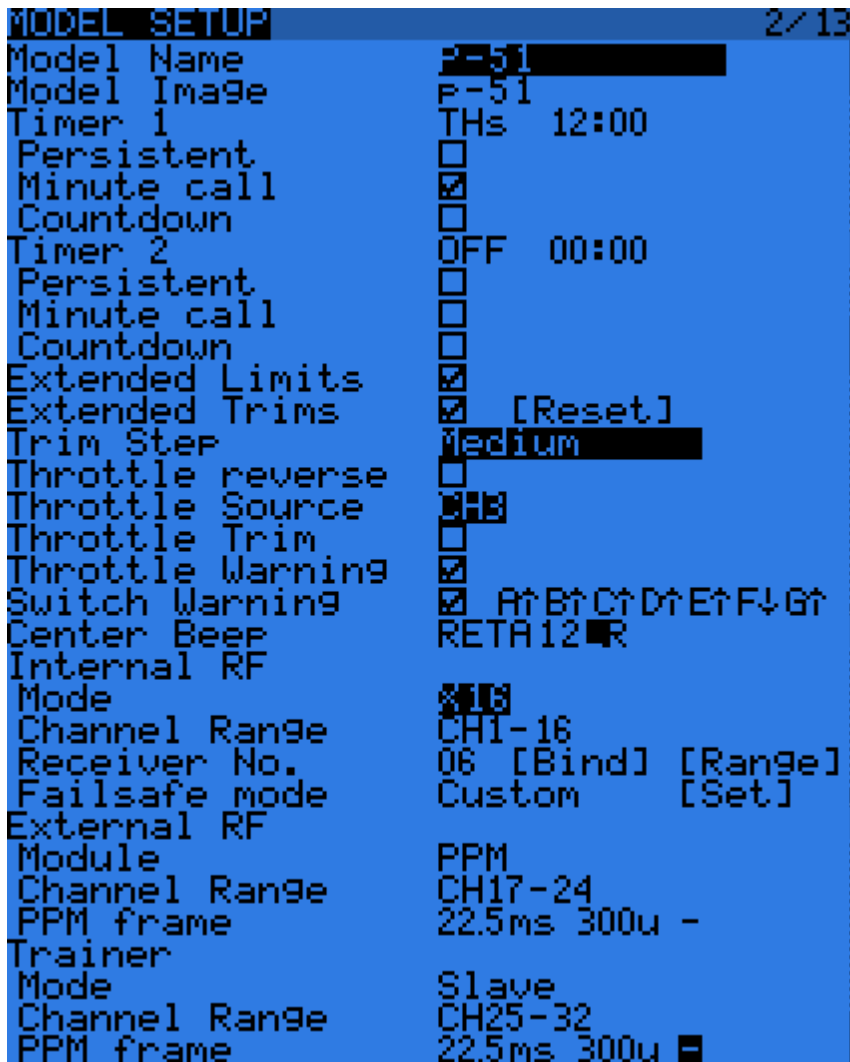 MODEL SETUP 2/13
Model Name P-51
Model Image P-51
Timer 1 THs 12:00
Persistent
Minute call
Countdown
Timer 2 OFF 00:00
Persistent
Minute call
Countdown
Extended Limits
Extended Trims [Reset]
Trim Step Medium
Throttle reverse
Throttle Source CH3
Throttle Trim
Throttle Warning
Switch Warning A↑B↑C↑D↑E↑F↓G↑
Center Beep RETA12 R
Internal RF
Mode X16
Channel Range CH1-16
Receiver No. 06 [Bind] [Range]
Failsafe mode Custom [Set]
External RF
Module PPM
Channel Range CH17-24
PPM frame 22.5ms 300u -
Trainer
Mode Slave
Channel Range CH25-32
PPM frame 22.5ms 300u -